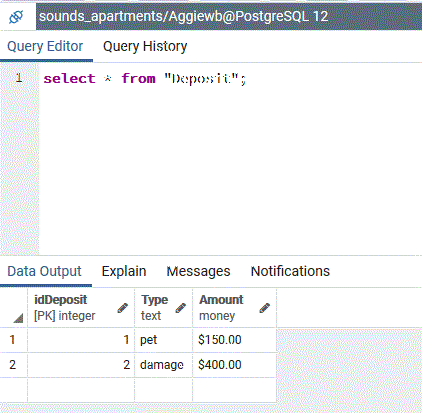 sounds_apartments/Aggiewb@PostgreSQL 12
Query Editor Query History
1 select * from "Deposit";
Data Output Explain Messages Notifications
idDeposit Type Amount
[PK] integer text money
1 1 pet $150.00
2 2 damage $400.00